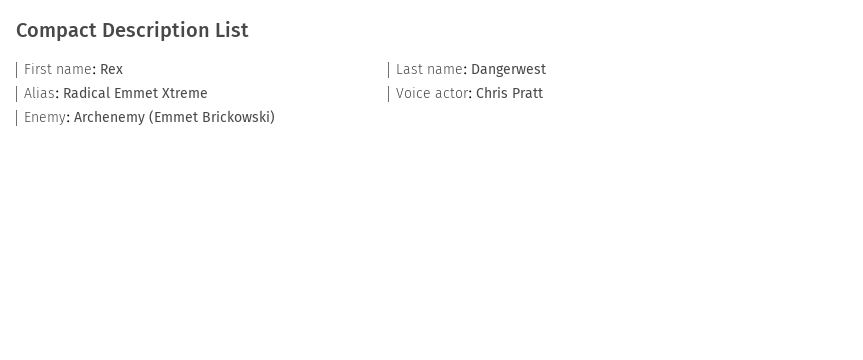 Compact Description List
First name: Rex
Last name: Dangerwest
Alias: Radical Emmet Xtreme
Voice actor: Chris Pratt
Enemy: Archenemy (Emmet Brickowski)